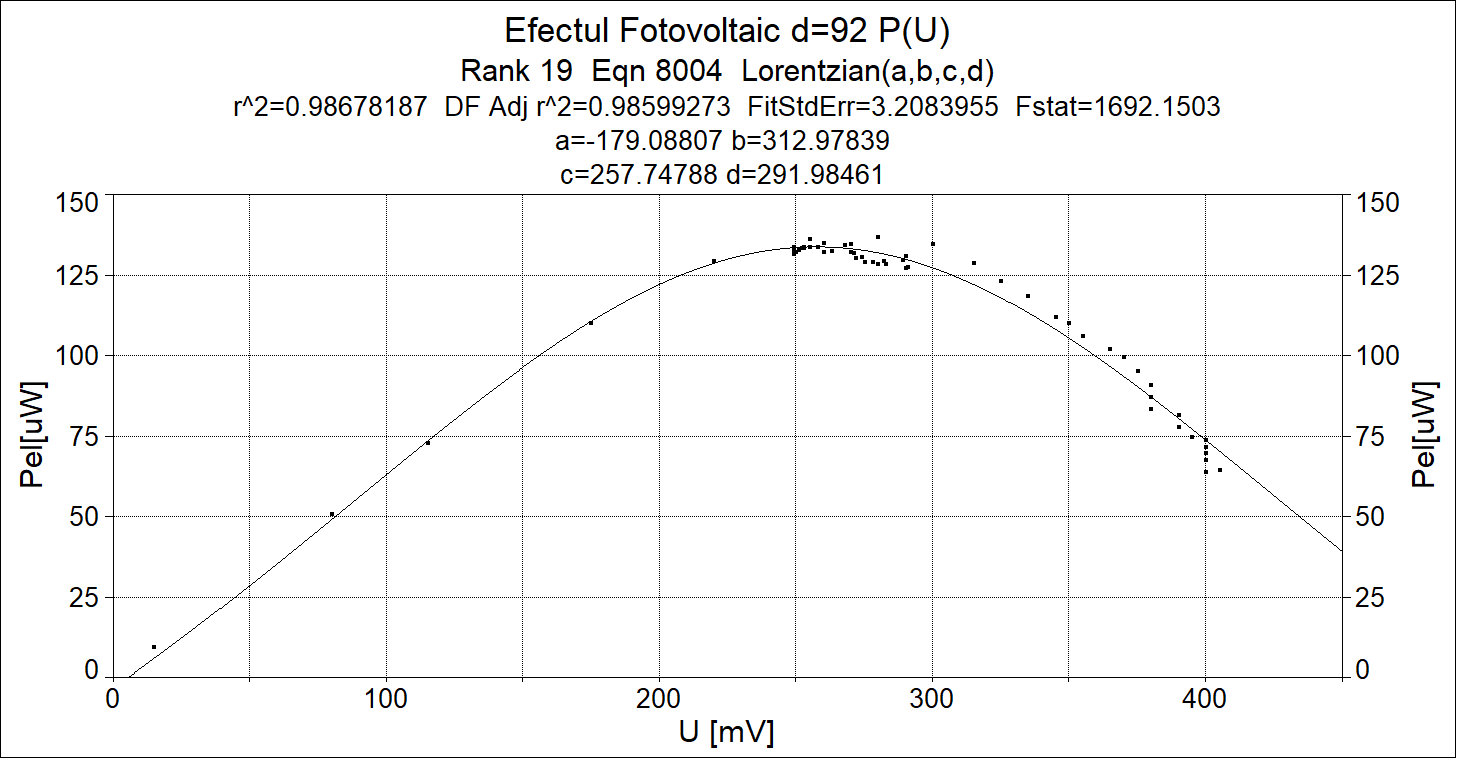 Efectul Fotovoltaic d=92 P(U)
Rank 19 Eqn 8004 Lorentzian(a,b,c,d)
r^2=0.98678187 DF Adj r^2=0.98599273 FitStdErr=3.2083955 Fstat=1692.1503
a=-179.08807 b=312.97839
c=257.74788 d=291.98461
150 150
125 125
100 100
75 75
50 50
25 25
0 0
Pel[uW] Pel[uW]
0 100 200 300 400
U [mV]